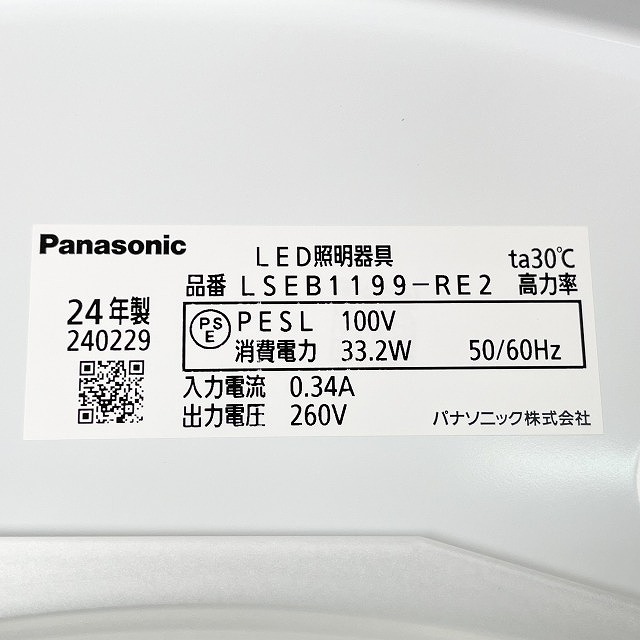 Panasonic
LED照明器具 ta30℃
品番 LSEB1199-RE2 高力率
24年製
240229
PSE PESL 100V
消費電力 33.2W 50/60Hz
入力電流 0.34A
出力電圧 260V
パナソニック株式会社